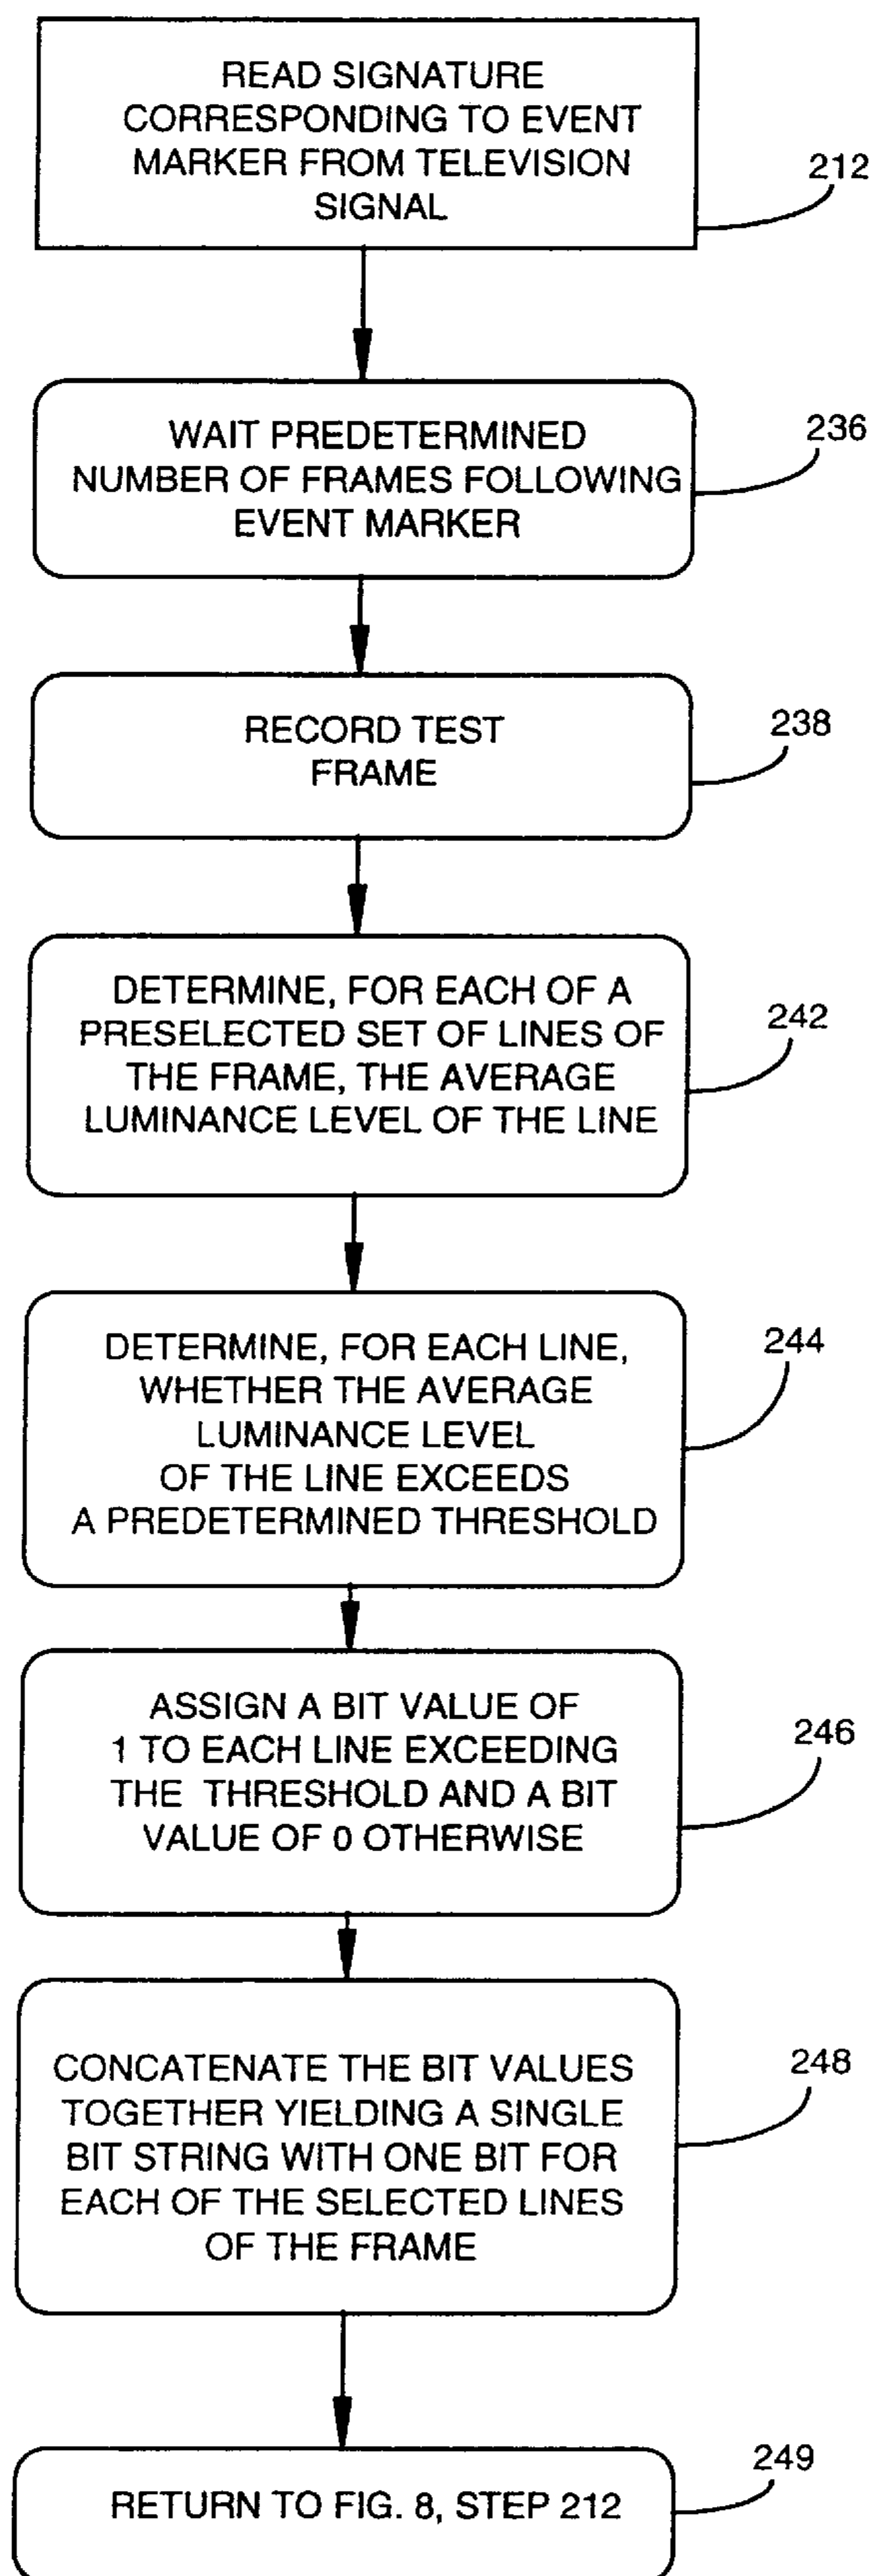 READ SIGNATURE
CORRESPONDING TO EVENT
MARKER FROM TELEVISION
SIGNAL
212
WAIT PREDETERMINED
NUMBER OF FRAMES FOLLOWING
EVENT MARKER
236
RECORD TEST
FRAME
238
DETERMINE, FOR EACH OF A
PRESELECTED SET OF LINES OF
THE FRAME, THE AVERAGE
LUMINANCE LEVEL OF THE LINE
242
DETERMINE, FOR EACH LINE,
WHETHER THE AVERAGE
LUMINANCE LEVEL
OF THE LINE EXCEEDS
A PREDETERMINED THRESHOLD
244
ASSIGN A BIT VALUE OF
1 TO EACH LINE EXCEEDING
THE THRESHOLD AND A BIT
VALUE OF 0 OTHERWISE
246
CONCATENATE THE BIT VALUES
TOGETHER YIELDING A SINGLE
BIT STRING WITH ONE BIT FOR
EACH OF THE SELECTED LINES
OF THE FRAME
248
RETURN TO FIG. 8, STEP 212
249